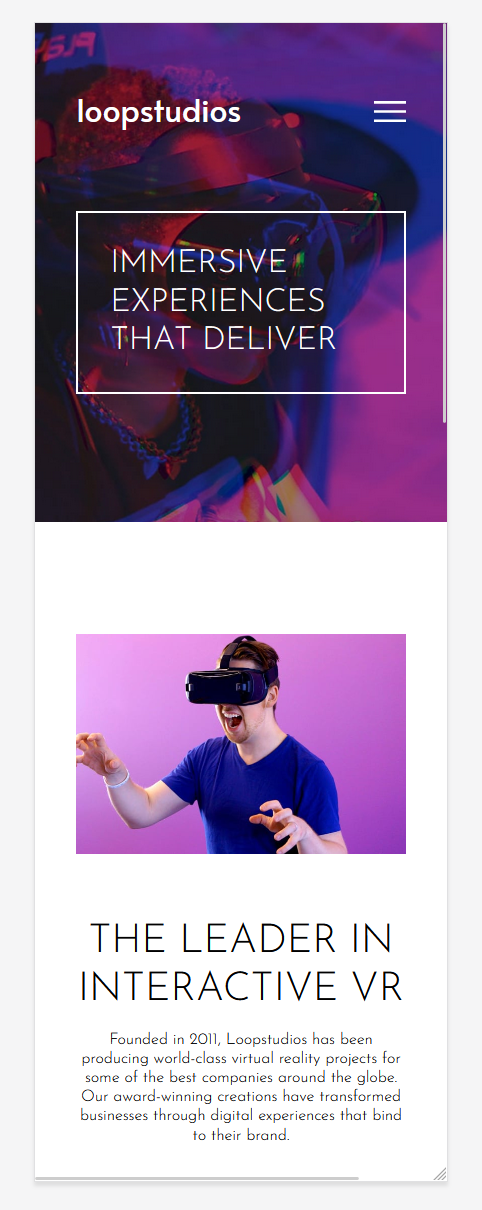 loopstudios
IMMERSIVE
EXPERIENCES
THAT DELIVER
THE LEADER IN
INTERACTIVE VR
Founded in 2011, Loopstudios has been
producing world-class virtual reality projects for
some of the best companies around the globe.
Our award-winning creations have transformed
businesses through digital experiences that bind
to their brand.